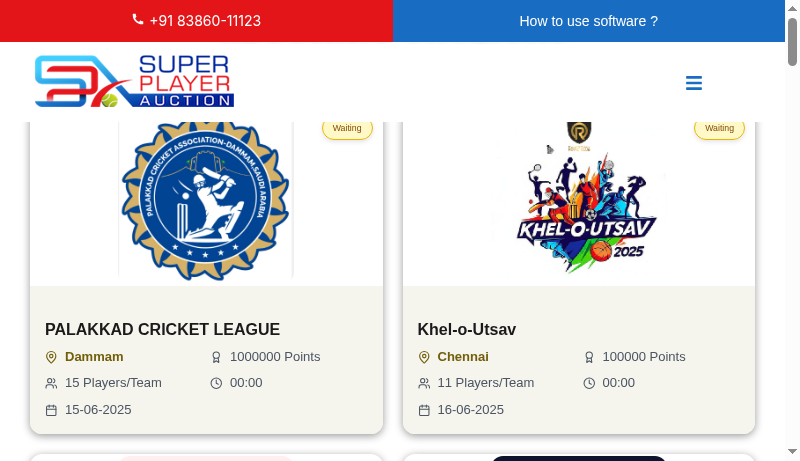 +91 83860-11123
How to use software ?
SUPER
PLAYER
AUCTION
Waiting
Waiting
PALAKKAD CRICKET ASSOCIATION-DAMMAM, SAUDI ARABIA
R
KHEL-O-UTSAV
2025
PALAKKAD CRICKET LEAGUE
Dammam
1000000 Points
15 Players/Team
00:00
15-06-2025
Khel-o-Utsav
Chennai
100000 Points
11 Players/Team
00:00
16-06-2025